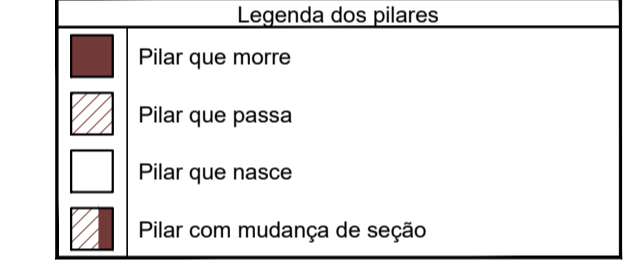 Legenda dos pilares
Pilar que morre
Pilar que passa
Pilar que nasce
Pilar com mudança de seção